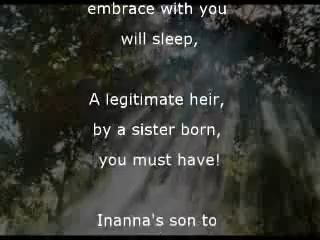 embrace with you
will sleep,
A legitimate heir,
by a sister born,
you must have!
Inanna's son to